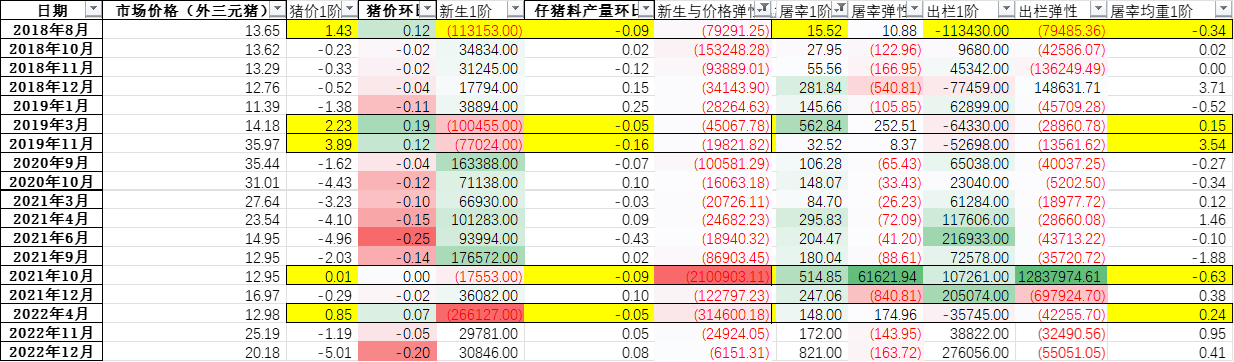 日期 市场价格（外三元猪） 猪价1阶 猪价环比 新生1阶 仔猪料产量环比 新生与价格弹性 屠宰1阶 屠宰弹性 出栏1阶 出栏弹性 屠宰均重1阶
2018年8月 13.65 1.43 0.12 (113153.00) -0.09 (79291.25) 15.52 10.88 -113430.00 (79485.36) -0.34
2018年10月 13.62 -0.23 -0.02 34834.00 0.02 (153248.28) 27.95 (122.96) 9680.00 (42586.07) 0.02
2018年11月 13.29 -0.33 -0.02 31245.00 -0.12 (93889.01) 55.56 (166.95) 45342.00 (136249.49) 0.00
2018年12月 12.76 -0.52 -0.04 17794.00 0.15 (34143.90) 281.84 (540.81) -77459.00 148631.71 3.71
2019年1月 11.39 -1.38 -0.11 38894.00 0.25 (28264.63) 145.66 (105.85) 62899.00 (45709.28) -0.52
2019年3月 14.18 2.23 0.19 (100455.00) -0.05 (45067.78) 562.84 252.51 -64330.00 (28860.78) 0.15
2019年11月 35.97 3.89 0.12 (77024.00) -0.16 (19821.82) 32.52 8.37 -52698.00 (13561.62) 3.54
2020年9月 35.44 -1.62 -0.04 163388.00 -0.07 (100581.29) 106.28 (65.43) 65038.00 (40037.25) -0.27
2020年10月 31.01 -4.43 -0.12 71138.00 0.10 (16063.18) 148.07 (33.43) 23040.00 (5202.50) -0.34
2021年3月 27.64 -3.23 -0.10 66930.00 -0.03 (20726.11) 84.70 (26.23) 61284.00 (18977.72) 0.12
2021年4月 23.54 -4.10 -0.15 101283.00 0.09 (24682.23) 295.83 (72.09) 117606.00 (28660.08) 1.46
2021年6月 14.95 -4.96 -0.25 93994.00 -0.43 (18940.32) 204.47 (41.20) 216933.00 (43713.22) -0.10
2021年9月 12.95 -2.03 -0.14 176572.00 0.02 (86903.45) 180.04 (88.61) 72578.00 (35720.72) -1.88
2021年10月 12.95 0.01 0.00 (17553.00) -0.09 (2100903.11) 514.85 61621.94 107261.00 12837974.61 -0.63
2021年12月 16.97 -0.29 -0.02 36082.00 0.10 (122797.23) 247.06 (840.81) 205074.00 (697924.70) 0.38
2022年4月 12.98 0.85 0.07 (266127.00) -0.05 (314600.18) 148.00 174.96 -35745.00 (42255.70) 0.24
2022年11月 25.19 -1.19 -0.05 29781.00 0.05 (24924.05) 172.00 (143.95) 38822.00 (32490.56) 0.95
2022年12月 20.18 -5.01 -0.20 30846.00 0.08 (6151.31) 821.00 (163.72) 276056.00 (55051.05) 0.41